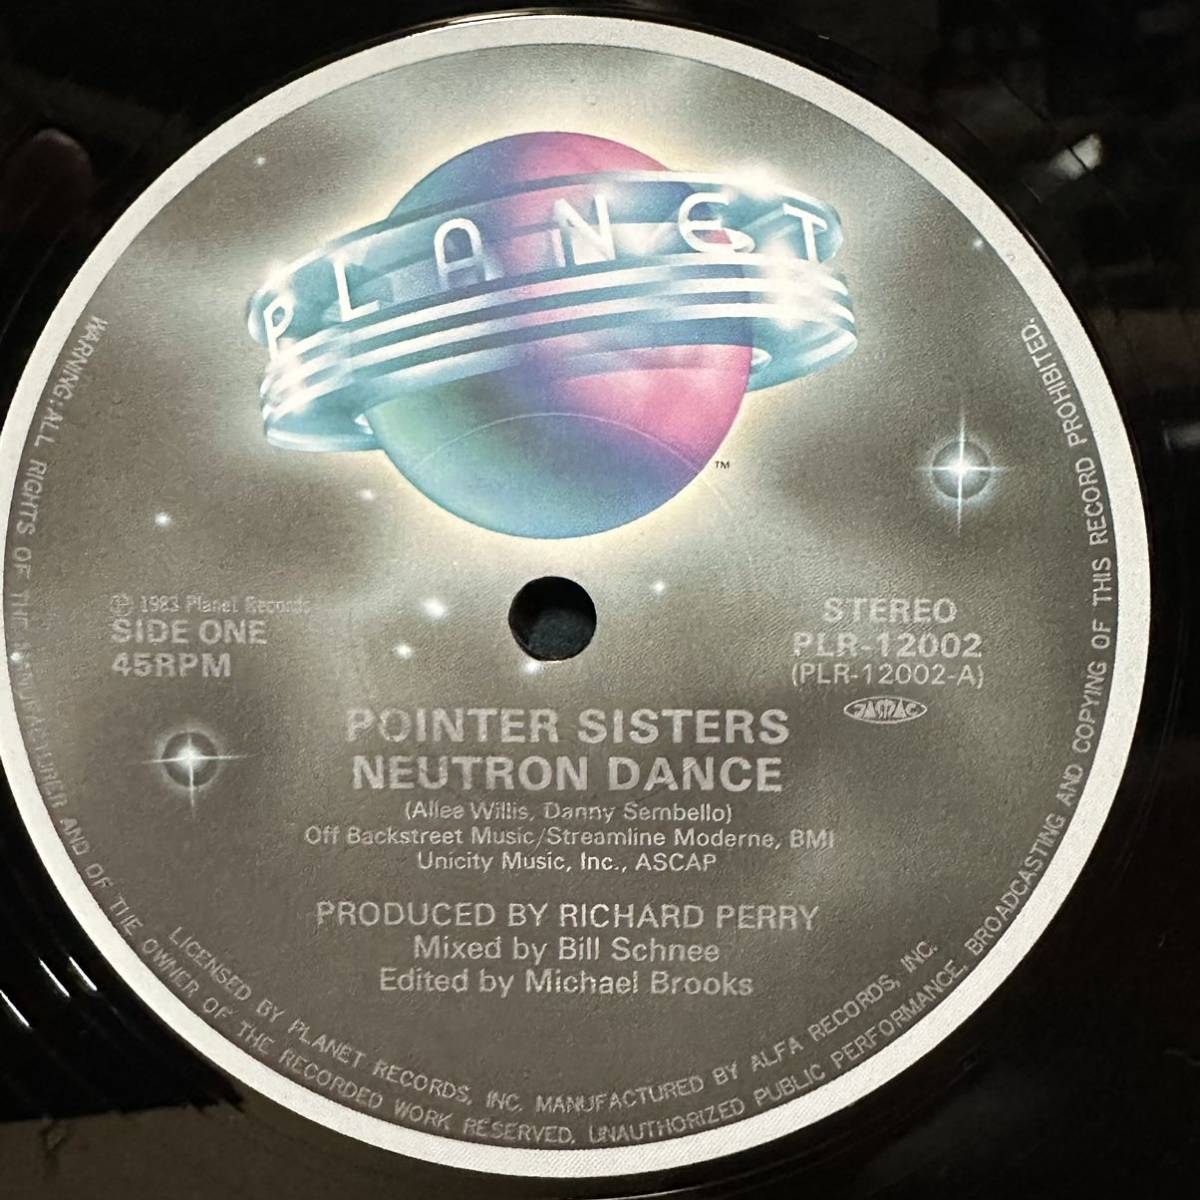 PLANET
™
℗ 1983 Planet Records
SIDE ONE
45RPM
STEREO
PLR-12002
(PLR-12002-A)
JASRAC
POINTER SISTERS
NEUTRON DANCE
(Allee Willis, Danny Sembello)
Off Backstreet Music/Streamline Moderne, BMI
Unicity Music, Inc., ASCAP
PRODUCED BY RICHARD PERRY
Mixed by Bill Schnee
Edited by Michael Brooks
LICENSED BY PLANET RECORDS, INC. MANUFACTURED BY ALFA RECORDS, INC.
WARNING: ALL RIGHTS OF THE MANUFACTURER AND OF THE OWNER OF THE RECORDED WORK RESERVED. UNAUTHORIZED PUBLIC PERFORMANCE, BROADCASTING AND COPYING OF THIS RECORD PROHIBITED.